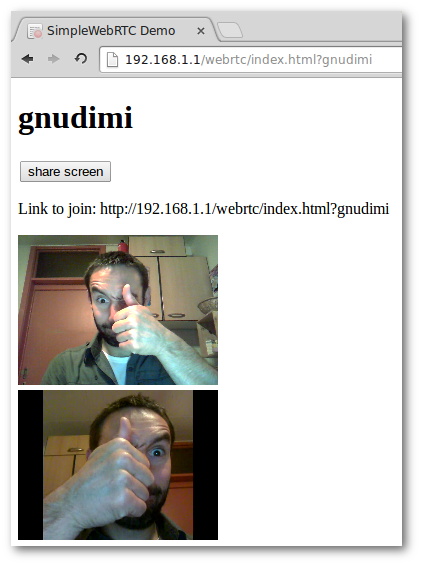 SimpleWebRTC Demo
192.168.1.1/webrtc/index.html?gnudimi
gnudimi
share screen
Link to join: http://192.168.1.1/webrtc/index.html?gnudimi